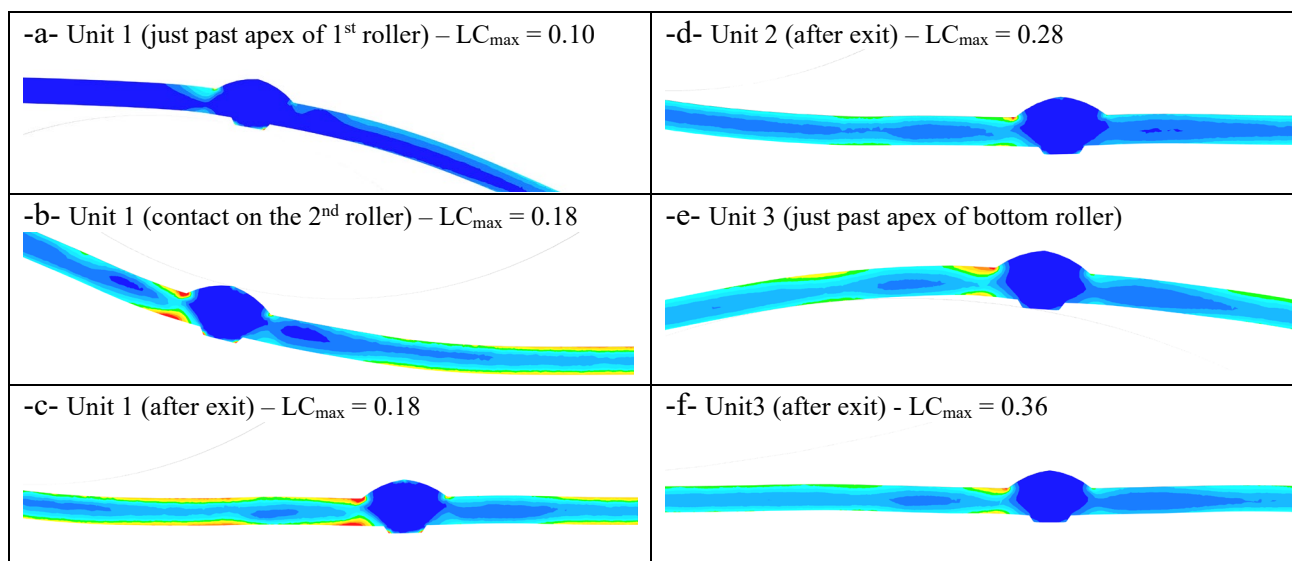 -a- Unit 1 (just past apex of 1st roller) – LCmax = 0.10
-d- Unit 2 (after exit) – LCmax = 0.28
-b- Unit 1 (contact on the 2nd roller) – LCmax = 0.18
-e- Unit 3 (just past apex of bottom roller)
-c- Unit 1 (after exit) – LCmax = 0.18
-f- Unit3 (after exit) - LCmax = 0.36